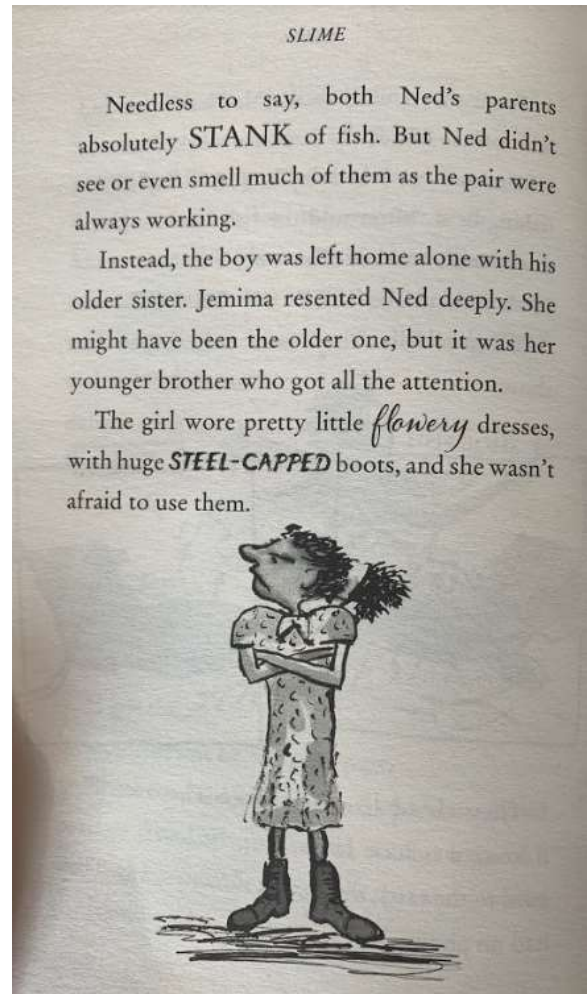 SLIME
Needless to say, both Ned’s parents
absolutely STANK of fish. But Ned didn’t
see or even smell much of them as the pair were
always working.
Instead, the boy was left home alone with his
older sister. Jemima resented Ned deeply. She
might have been the older one, but it was her
younger brother who got all the attention.
The girl wore pretty little flowery dresses,
with huge STEEL-CAPPED boots, and she wasn’t
afraid to use them.